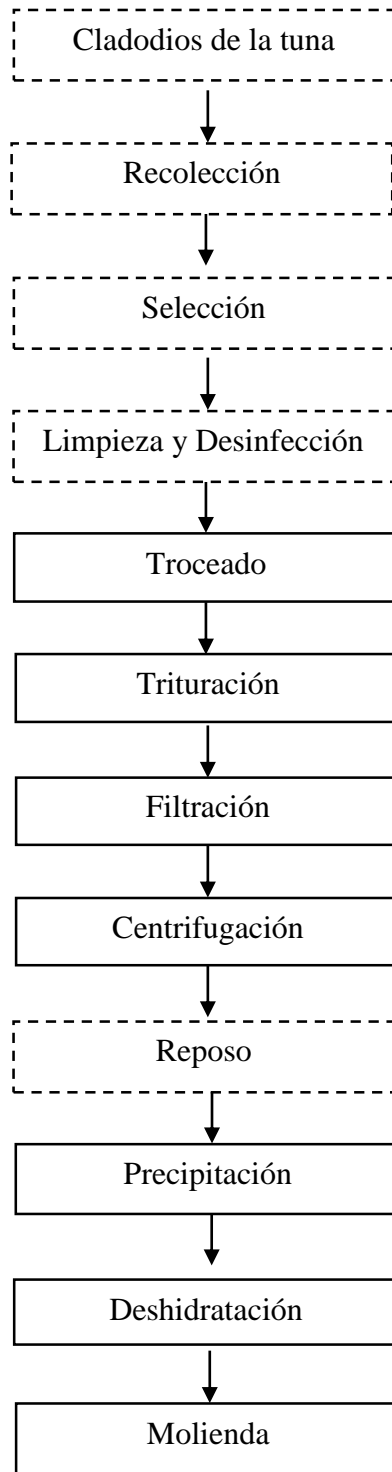 Cladodios de la tuna
Recolección
Selección
Limpieza y Desinfección
Troceado
Trituración
Filtración
Centrifugación
Reposo
Precipitación
Deshidratación
Molienda